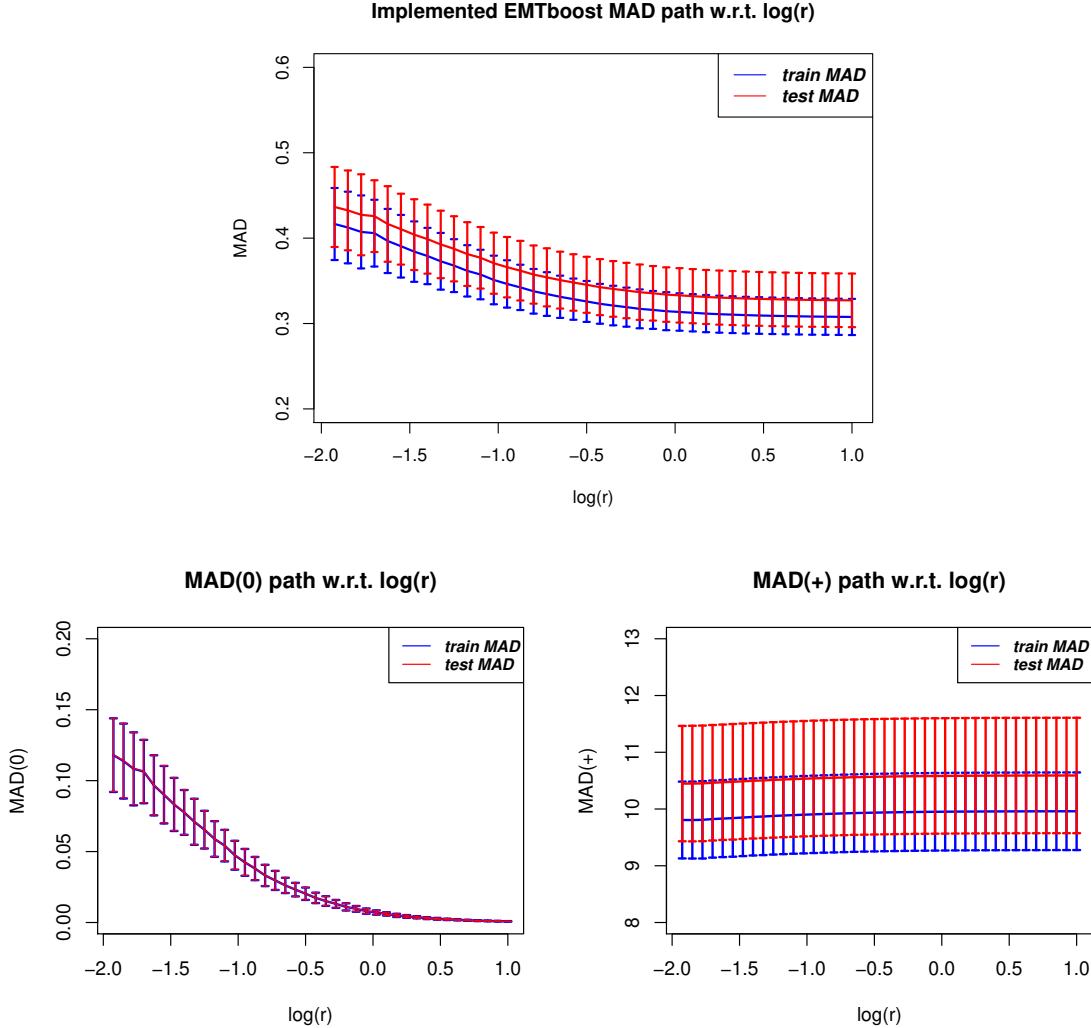 Implemented EMTboost MAD path w.r.t. log(r)
train MAD
test MAD
MAD
0.6
0.5
0.4
0.3
0.2
−2.0 −1.5 −1.0 −0.5 0.0 0.5 1.0
log(r)
MAD(0) path w.r.t. log(r)
train MAD
test MAD
MAD(0)
0.20
0.15
0.10
0.05
0.00
−2.0 −1.5 −1.0 −0.5 0.0 0.5 1.0
log(r)
MAD(+) path w.r.t. log(r)
train MAD
test MAD
MAD(+)
13
12
11
10
9
8
−2.0 −1.5 −1.0 −0.5 0.0 0.5 1.0
log(r)